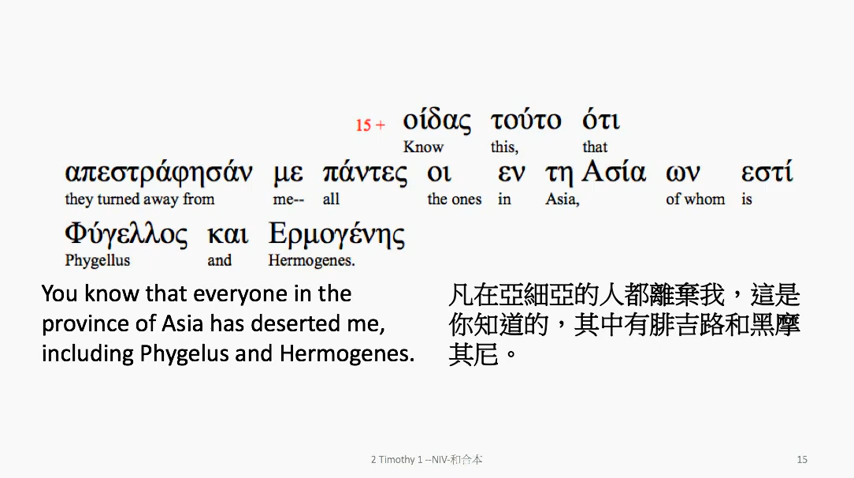 15 + οίδας τούτο ότι
Know this, that
απεστράφησάν με πάντες οι εν τη Ασία ων εστί
they turned away from me-- all the ones in Asia, of whom is
Φύγελλος και Ερμογένης
Phygellus and Hermogenes.
You know that everyone in the
province of Asia has deserted me,
including Phygelus and Hermogenes.
凡在亞細亞的人都離棄我，這是
你知道的，其中有腓吉路和黑摩
其尼。
2 Timothy 1 --NIV-和合本
15